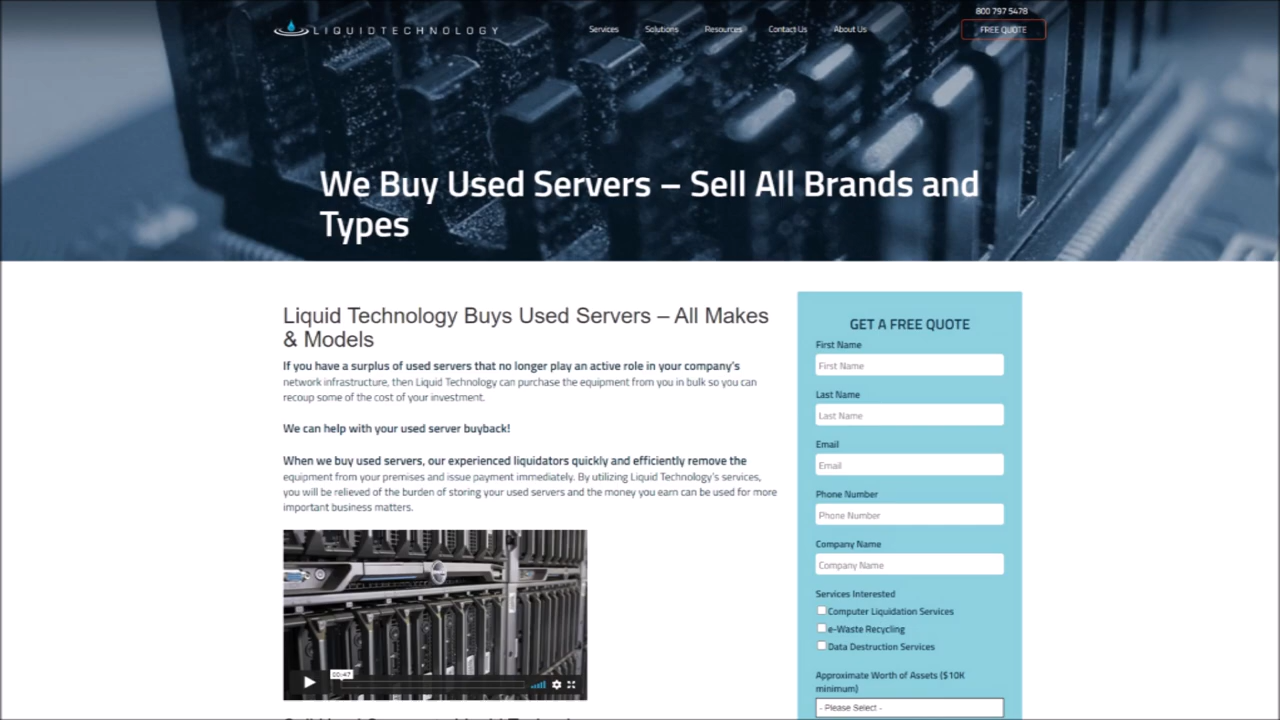 800 797 5478
LIQUIDTECHNOLOGY
Services
Solutions
Resources
Contact Us
About Us
FREE QUOTE
We Buy Used Servers – Sell All Brands and
Types
Liquid Technology Buys Used Servers – All Makes
& Models
If you have a surplus of used servers that no longer play an active role in your company's
network infrastructure, then Liquid Technology can purchase the equipment from you in bulk so you can
recoup some of the cost of your investment.
We can help with your used server buyback!
When we buy used servers, our experienced liquidators quickly and efficiently remove the
equipment from your premises and issue payment immediately. By utilizing Liquid Technology's services,
you will be relieved of the burden of storing your used servers and the money you earn can be used for more
important business matters.
00:47
GET A FREE QUOTE
First Name
First Name
Last Name
Last Name
Email
Email
Phone Number
Phone Number
Company Name
Company Name
Services Interested
Computer Liquidation Services
e-Waste Recycling
Data Destruction Services
Approximate Worth of Assets ($10K
minimum)
- Please Select -